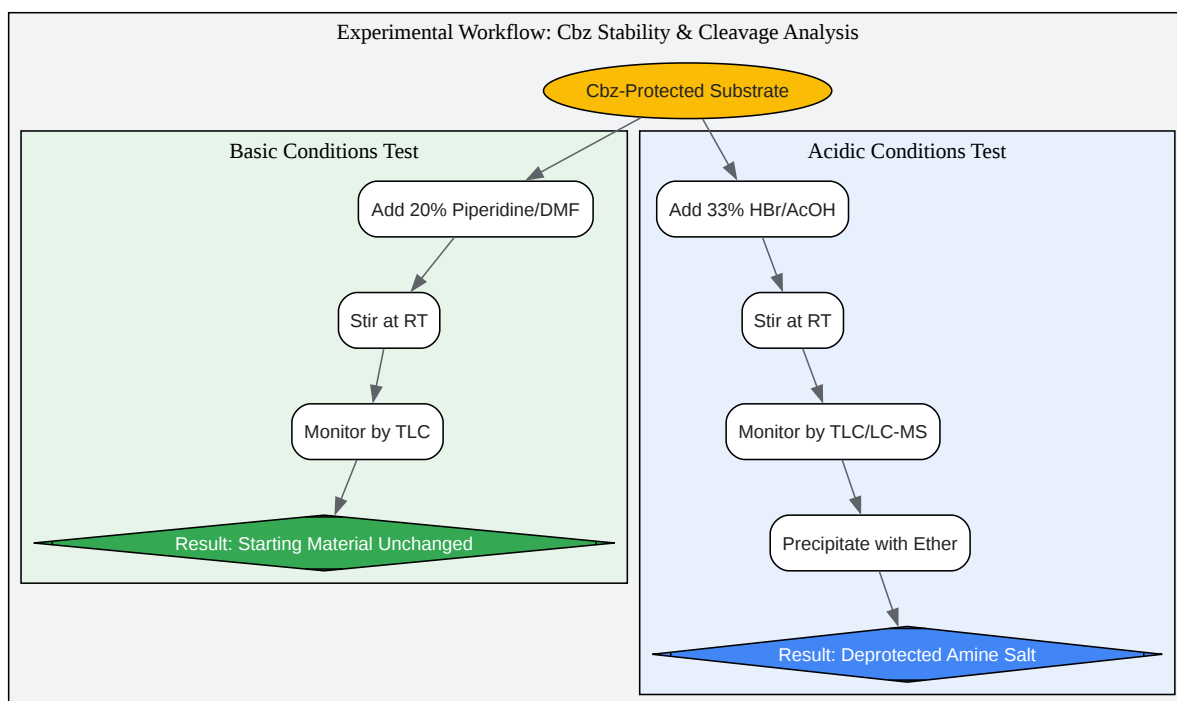 Experimental Workflow: Cbz Stability & Cleavage Analysis
Cbz-Protected Substrate
Basic Conditions Test
Add 20% Piperidine/DMF
Stir at RT
Monitor by TLC
Result: Starting Material Unchanged
Acidic Conditions Test
Add 33% HBr/AcOH
Stir at RT
Monitor by TLC/LC-MS
Precipitate with Ether
Result: Deprotected Amine Salt